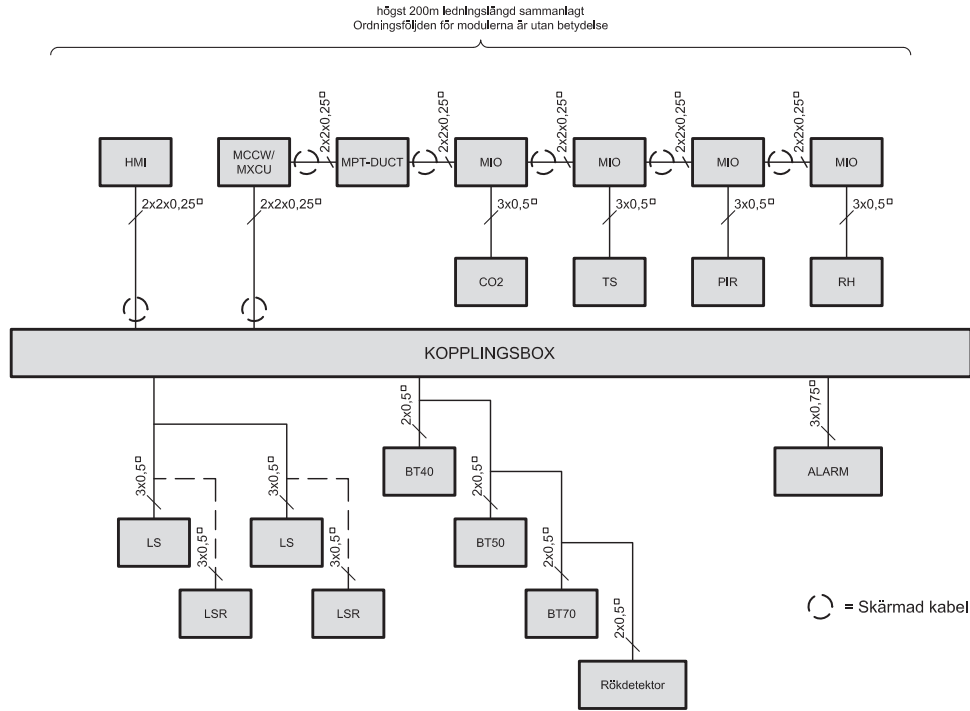 högst 200m ledningslängd sammanlagt
Ordningsföljden för modulerna är utan betydelse
2x2x0,25□
2x2x0,25□
2x2x0,25□
2x2x0,25□
2x2x0,25□
HMI
MCCW/
MXCU
MPT-DUCT
MIO
MIO
MIO
MIO
2x2x0,25□
2x2x0,25□
3x0,5□
3x0,5□
3x0,5□
3x0,5□
CO2
TS
PIR
RH
KOPPLINGSBOX
2x0,5□
3x0,75□
BT40
ALARM
3x0,5□
3x0,5□
2x0,5□
LS
LS
BT50
3x0,5□
3x0,5□
2x0,5□
LSR
LSR
BT70
2x0,5□
= Skärmad kabel
Rökdetektor